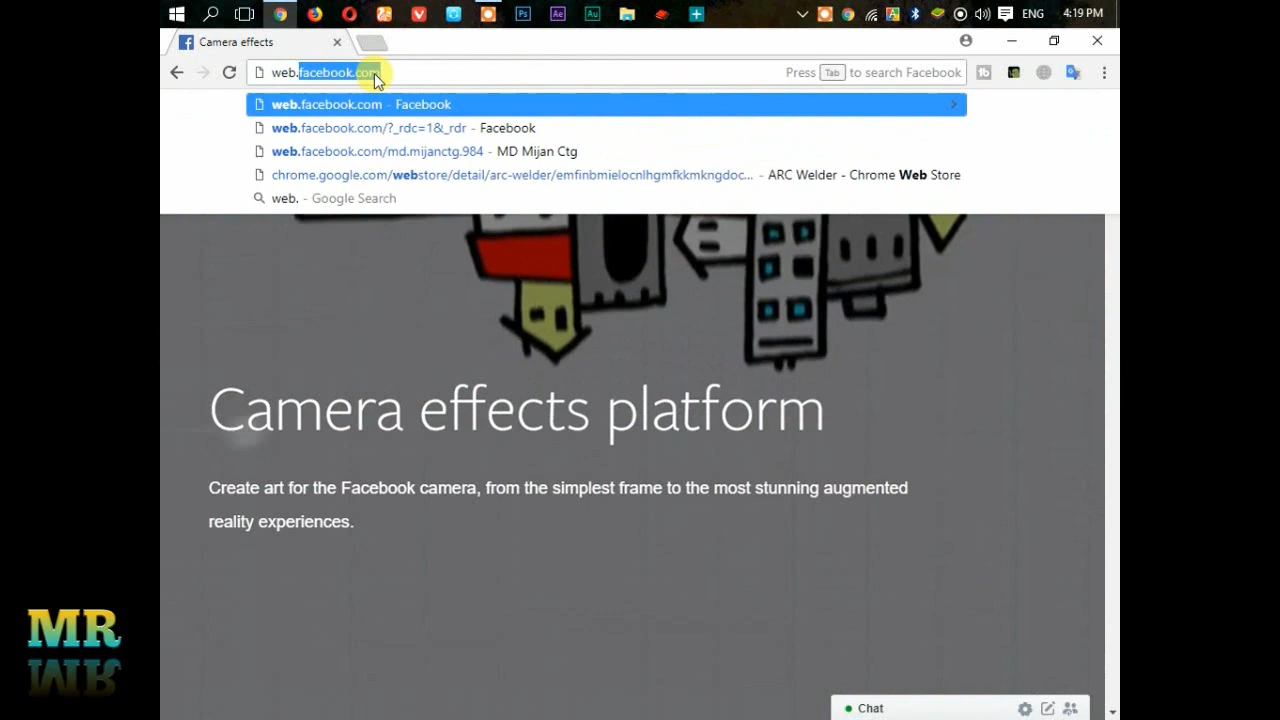 Ps
Ae
Au
ENG
4:19 PM
Camera effects
web.facebook.com
Press Tab to search Facebook
web.facebook.com - Facebook
web.facebook.com/?_rdc=1&_rdr - Facebook
web.facebook.com/md.mijanctg.984 - MD Mijan Ctg
chrome.google.com/webstore/detail/arc-welder/emfinbmielocnlhgmfkkmkngdoc... - ARC Welder - Chrome Web Store
web. - Google Search
Camera effects platform
Create art for the Facebook camera, from the simplest frame to the most stunning augmented
reality experiences.
MR
Chat